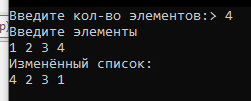 Введите кол-во элементов:> 4
Введите элементы
1 2 3 4
Изменённый список:
4 2 3 1